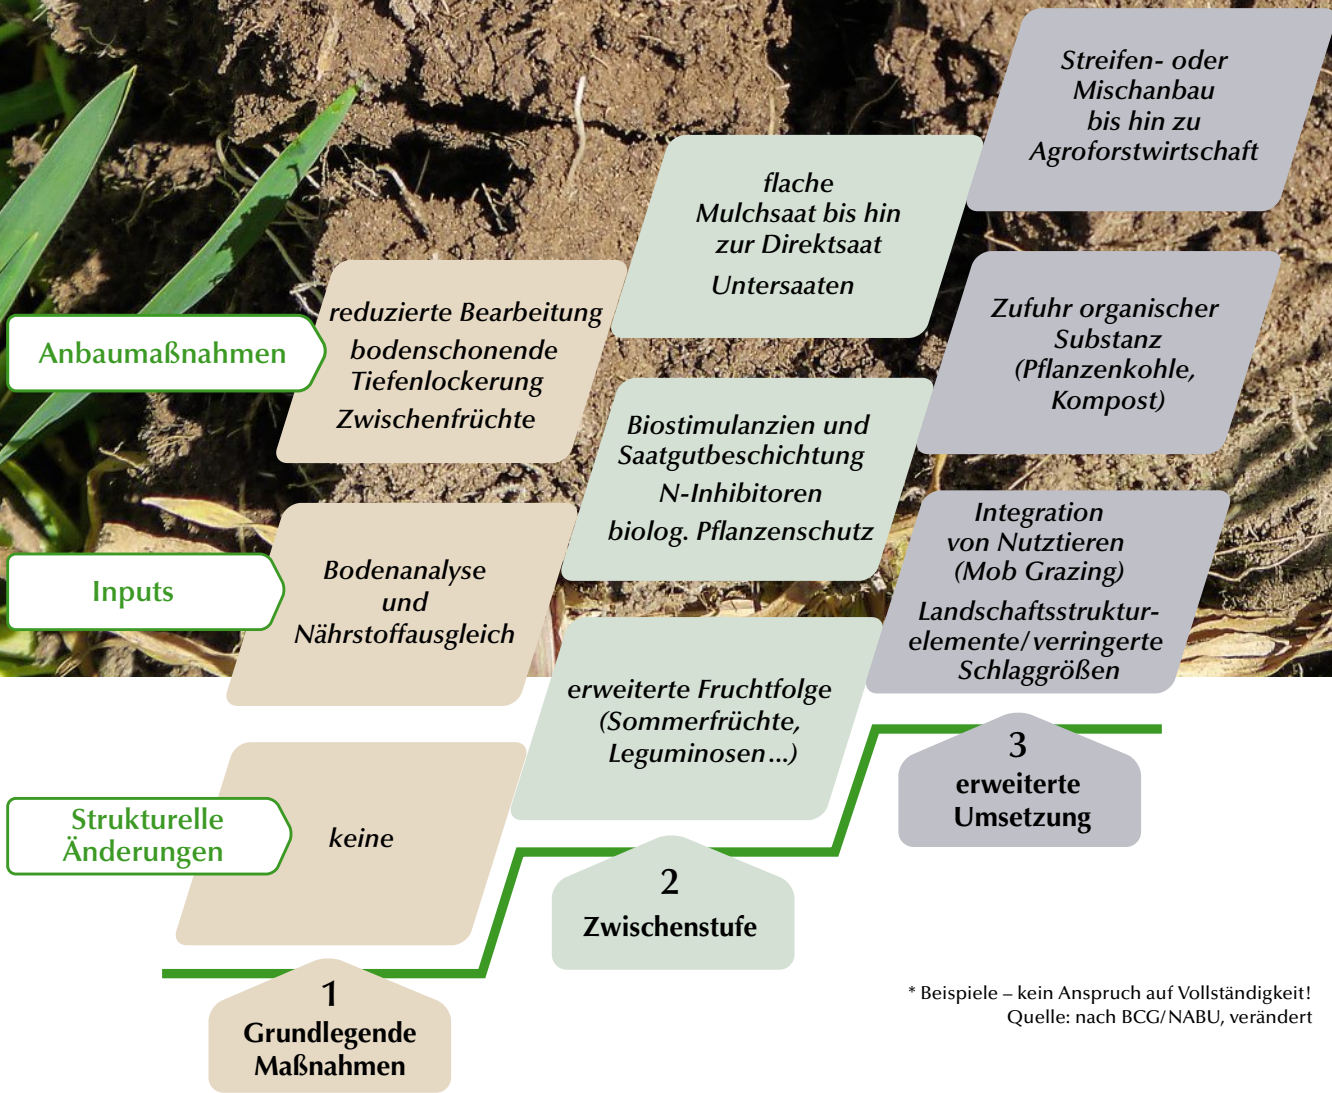 Anbaumaßnahmen
reduzierte Bearbeitung
bodenschonende
Tiefenlockerung
Zwischenfrüchte
flache
Mulchsaat bis hin
zur Direktsaat
Untersaaten
Streifen- oder
Mischanbau
bis hin zu
Agroforstwirtschaft
Inputs
Bodenanalyse
und
Nährstoffausgleich
Biostimulanzien und
Saatgutbeschichtung
N-Inhibitoren
biolog. Pflanzenschutz
Zufuhr organischer
Substanz
(Pflanzenkohle,
Kompost)
Strukturelle
Änderungen
keine
erweiterte Fruchtfolge
(Sommerfrüchte,
Leguminosen ...)
Integration
von Nutztieren
(Mob Grazing)
Landschaftsstruktur-
elemente/verringerte
Schlaggrößen
1
Grundlegende
Maßnahmen
2
Zwischenstufe
3
erweiterte
Umsetzung
* Beispiele – kein Anspruch auf Vollständigkeit!
Quelle: nach BCG/NABU, verändert